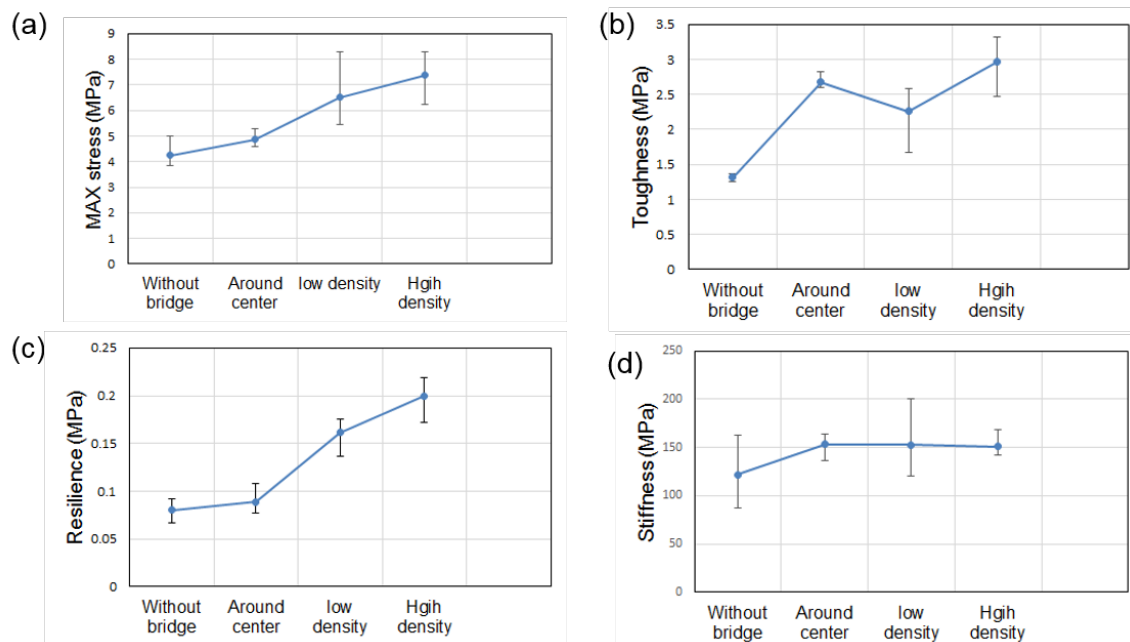 (a)
MAX stress (MPa)
9
8
7
6
5
4
3
2
1
0
Without
bridge
Around
center
low density
Hgih
density
(b)
Toughness (MPa)
3.5
3
2.5
2
1.5
1
0.5
0
Without
bridge
Around
center
low
density
Hgih
density
(c)
Resilience (MPa)
0.25
0.2
0.15
0.1
0.05
0
Without
bridge
Around
center
low
density
Hgih
density
(d)
Stiffness (MPa)
250
200
150
100
50
0
Without
bridge
Around
center
low
density
Hgih
density